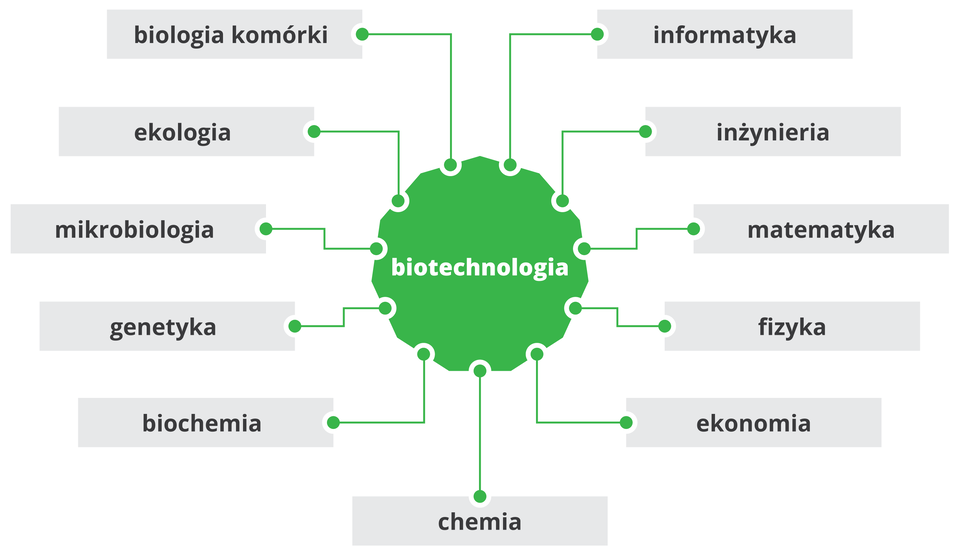 biologia komórki
informatyka
ekologia
inżynieria
mikrobiologia
matematyka
biotechnologia
genetyka
fizyka
biochemia
ekonomia
chemia